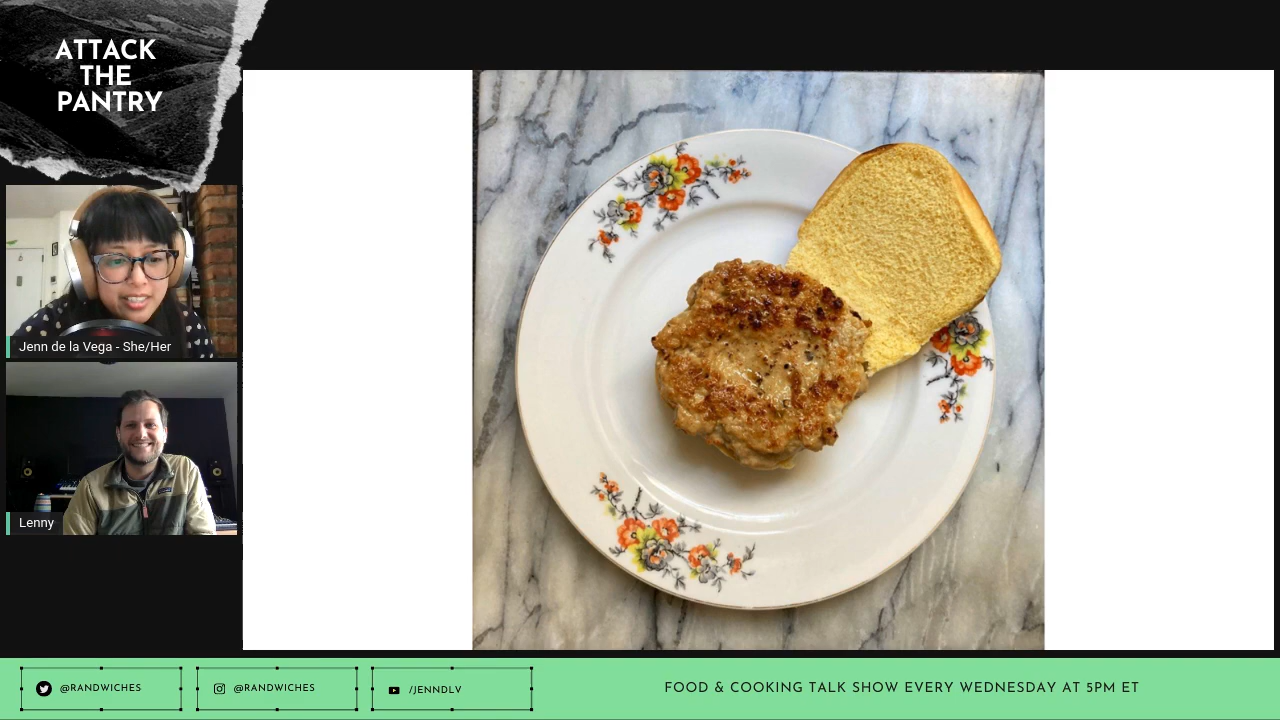 ATTACK
THE
PANTRY
Jenn de la Vega - She/Her
Lenny
@RANDWICHES
@RANDWICHES
/JENNDLV
FOOD & COOKING TALK SHOW EVERY WEDNESDAY AT 5PM ET